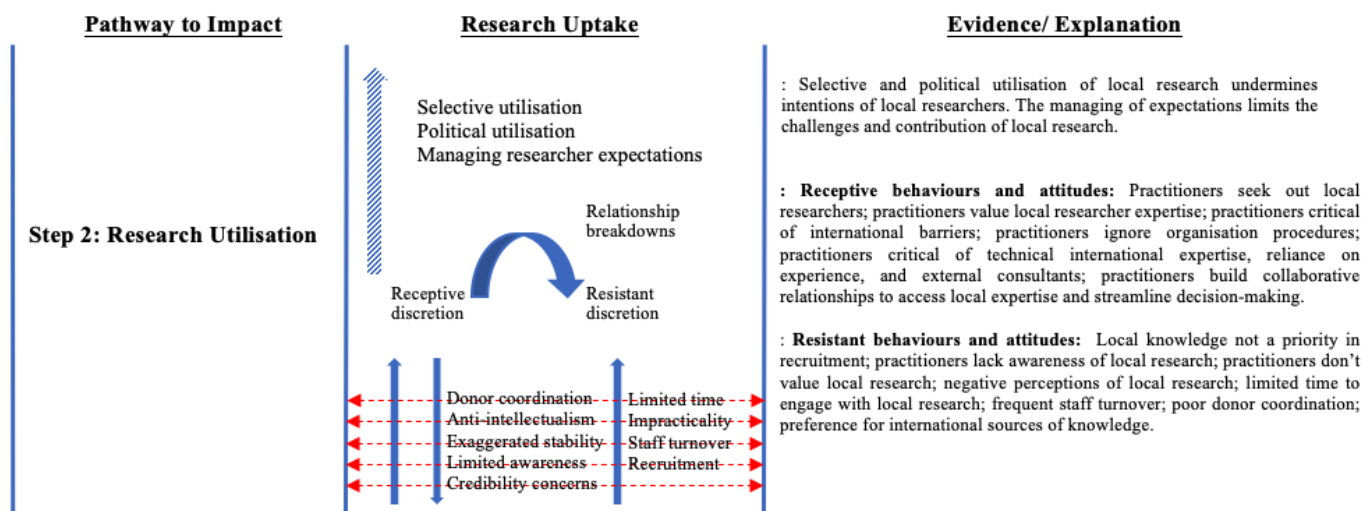 Pathway to Impact
Research Uptake
Evidence/ Explanation
Selective utilisation
Political utilisation
Managing researcher expectations
: Selective and political utilisation of local research undermines
intentions of local researchers. The managing of expectations limits the
challenges and contribution of local research.
Step 2: Research Utilisation
Relationship
breakdowns
Receptive
discretion
Resistant
discretion
: Receptive behaviours and attitudes: Practitioners seek out local
researchers; practitioners value local researcher expertise; practitioners critical
of international barriers; practitioners ignore organisation procedures;
practitioners critical of technical international expertise, reliance on
experience, and external consultants; practitioners build collaborative
relationships to access local expertise and streamline decision-making.
: Resistant behaviours and attitudes: Local knowledge not a priority in
recruitment; practitioners lack awareness of local research; practitioners don't
value local research; negative perceptions of local research; limited time to
engage with local research; frequent staff turnover; poor donor coordination;
preference for international sources of knowledge.
Donor coordination
Anti-intellectualism
Exaggerated stability
Limited awareness
Credibility concerns
Limited time
Impracticality
Staff turnover
Recruitment